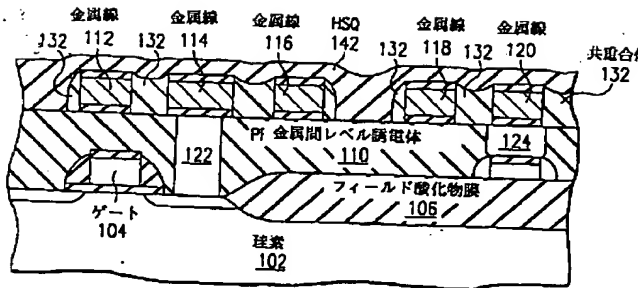 金属線 金属線 金属線 HSQ 金属線 金属線
132 112 132 114 116 142 132 118 132 120 共重合体
132
122 Pf 金属間レベル誘電体 124
110
ゲート フィールド酸化物膜
104 106
珪素
102